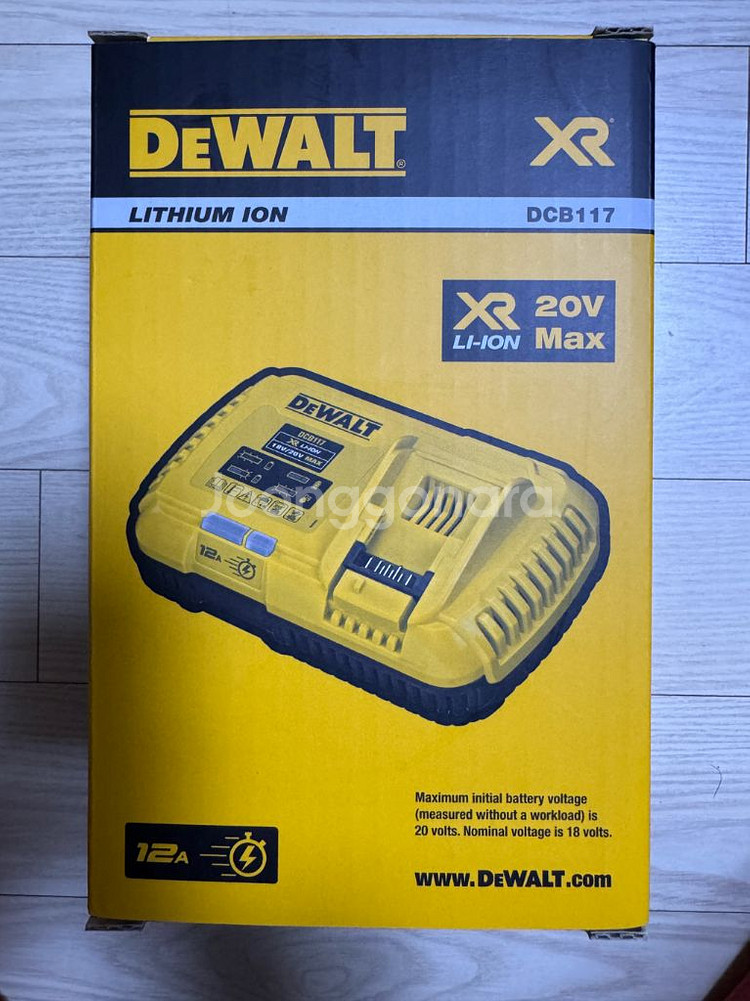 DEWALT®
XR®
LITHIUM ION
DCB117
XR 20V
LI-ION Max
DEWALT
DCB117
XR LI-ION
18V/20V MAX
Joonggonara
12A
12A
Maximum initial battery voltage
(measured without a workload) is
20 volts. Nominal voltage is 18 volts.
www.DEWALT.com